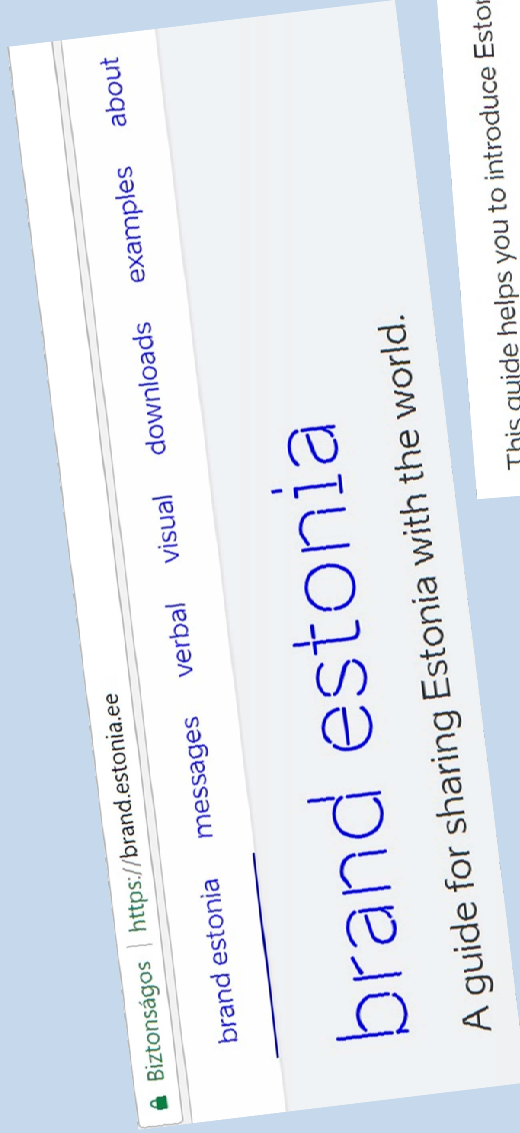 Biztonságos | https://brand.estonia.ee
brand estonia messages verbal visual downloads examples about
brand estonia
A guide for sharing Estonia with the world.
This guide helps you to introduce